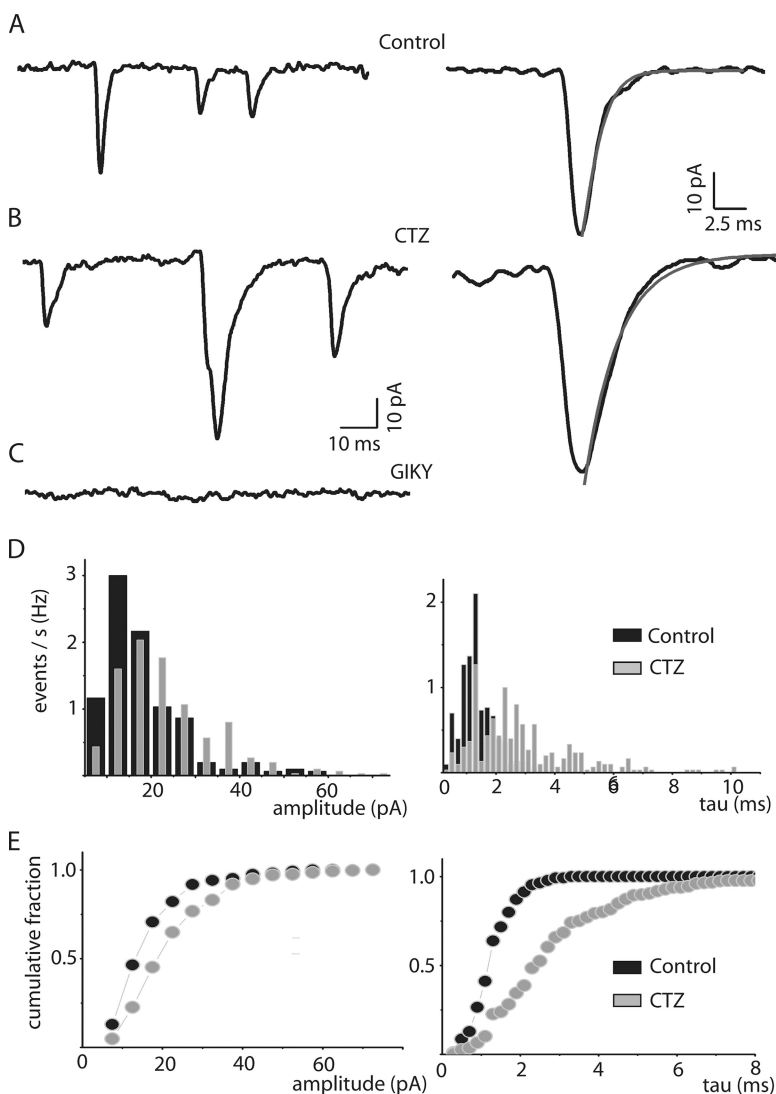 A
Control
10 pA
2.5 ms
B
CTZ
10 pA
10 ms
C
GIKY
D
events / s (Hz)
3
2
1
20 40 60
amplitude (pA)
2
1
Control
CTZ
0 2 4 6 8 10
6
tau (ms)
E
cumulative fraction
1.0
0.5
0 20 40 60
amplitude (pA)
1.0
0.5
Control
CTZ
0 2 4 6 8
tau (ms)